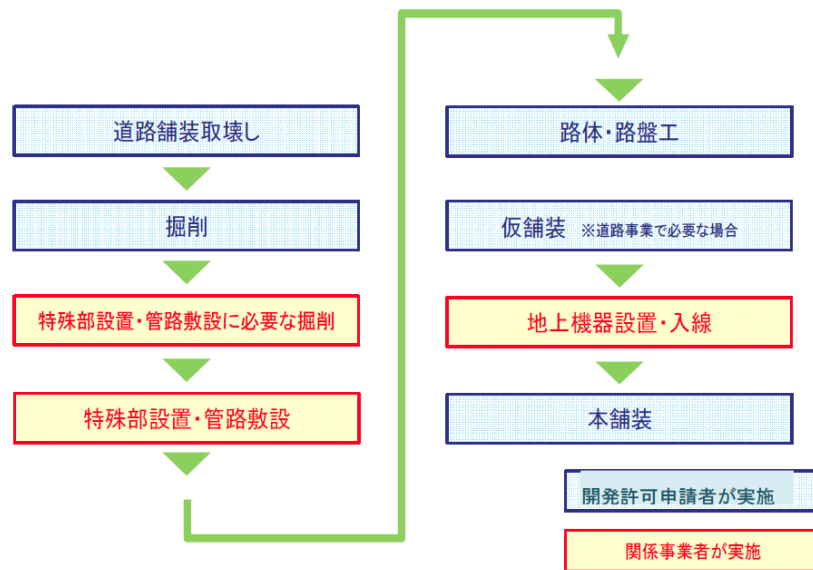 道路舗装取壊し
掘削
特殊部設置・管路敷設に必要な掘削
特殊部設置・管路敷設
路体・路盤工
仮舗装 ※道路事業で必要な場合
地上機器設置・入線
本舗装
開発許可申請者が実施
関係事業者が実施